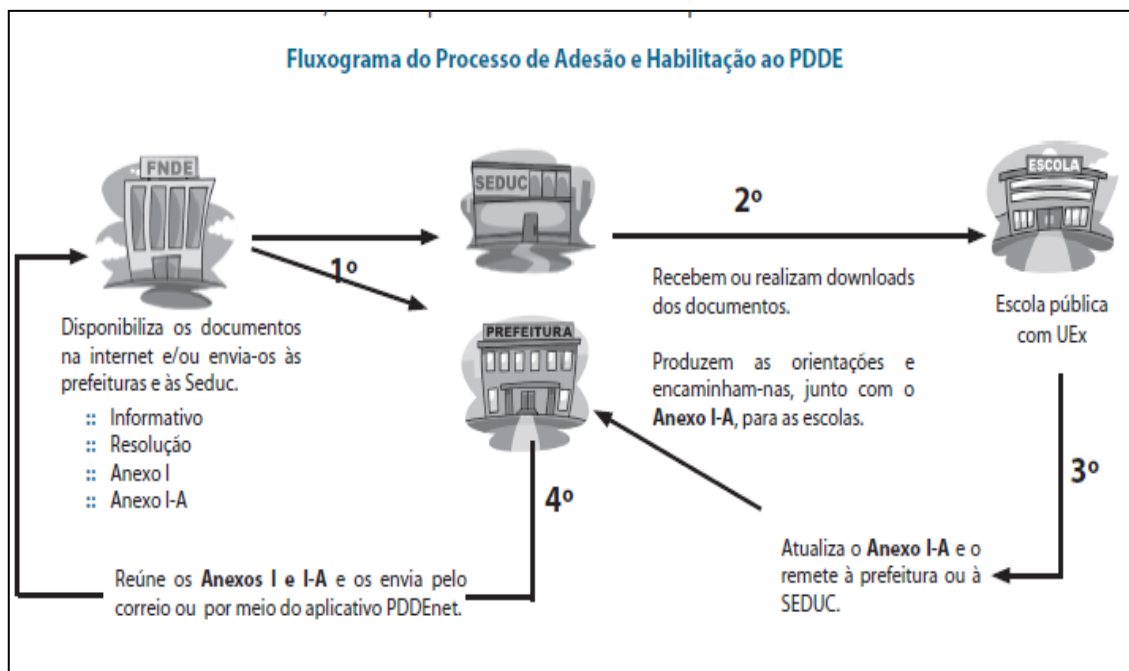 Fluxograma do Processo de Adesão e Habilitação ao PDDE
FNDE
SEDUC
ESCOLA
1º
2º
Disponibiliza os documentos
na internet e/ou envia-os às
prefeituras e às Seduc.
:: Informativo
:: Resolução
:: Anexo I
:: Anexo I-A
PREFEITURA
Recebem ou realizam downloads
dos documentos.
Produzem as orientações e
encaminham-nas, junto com o
Anexo I-A, para as escolas.
Escola pública
com UEx
3º
Atualiza o Anexo I-A e o
remete à prefeitura ou à
SEDUC.
4º
Reúne os Anexos I e I-A e os envia pelo
correio ou por meio do aplicativo PDDEnet.